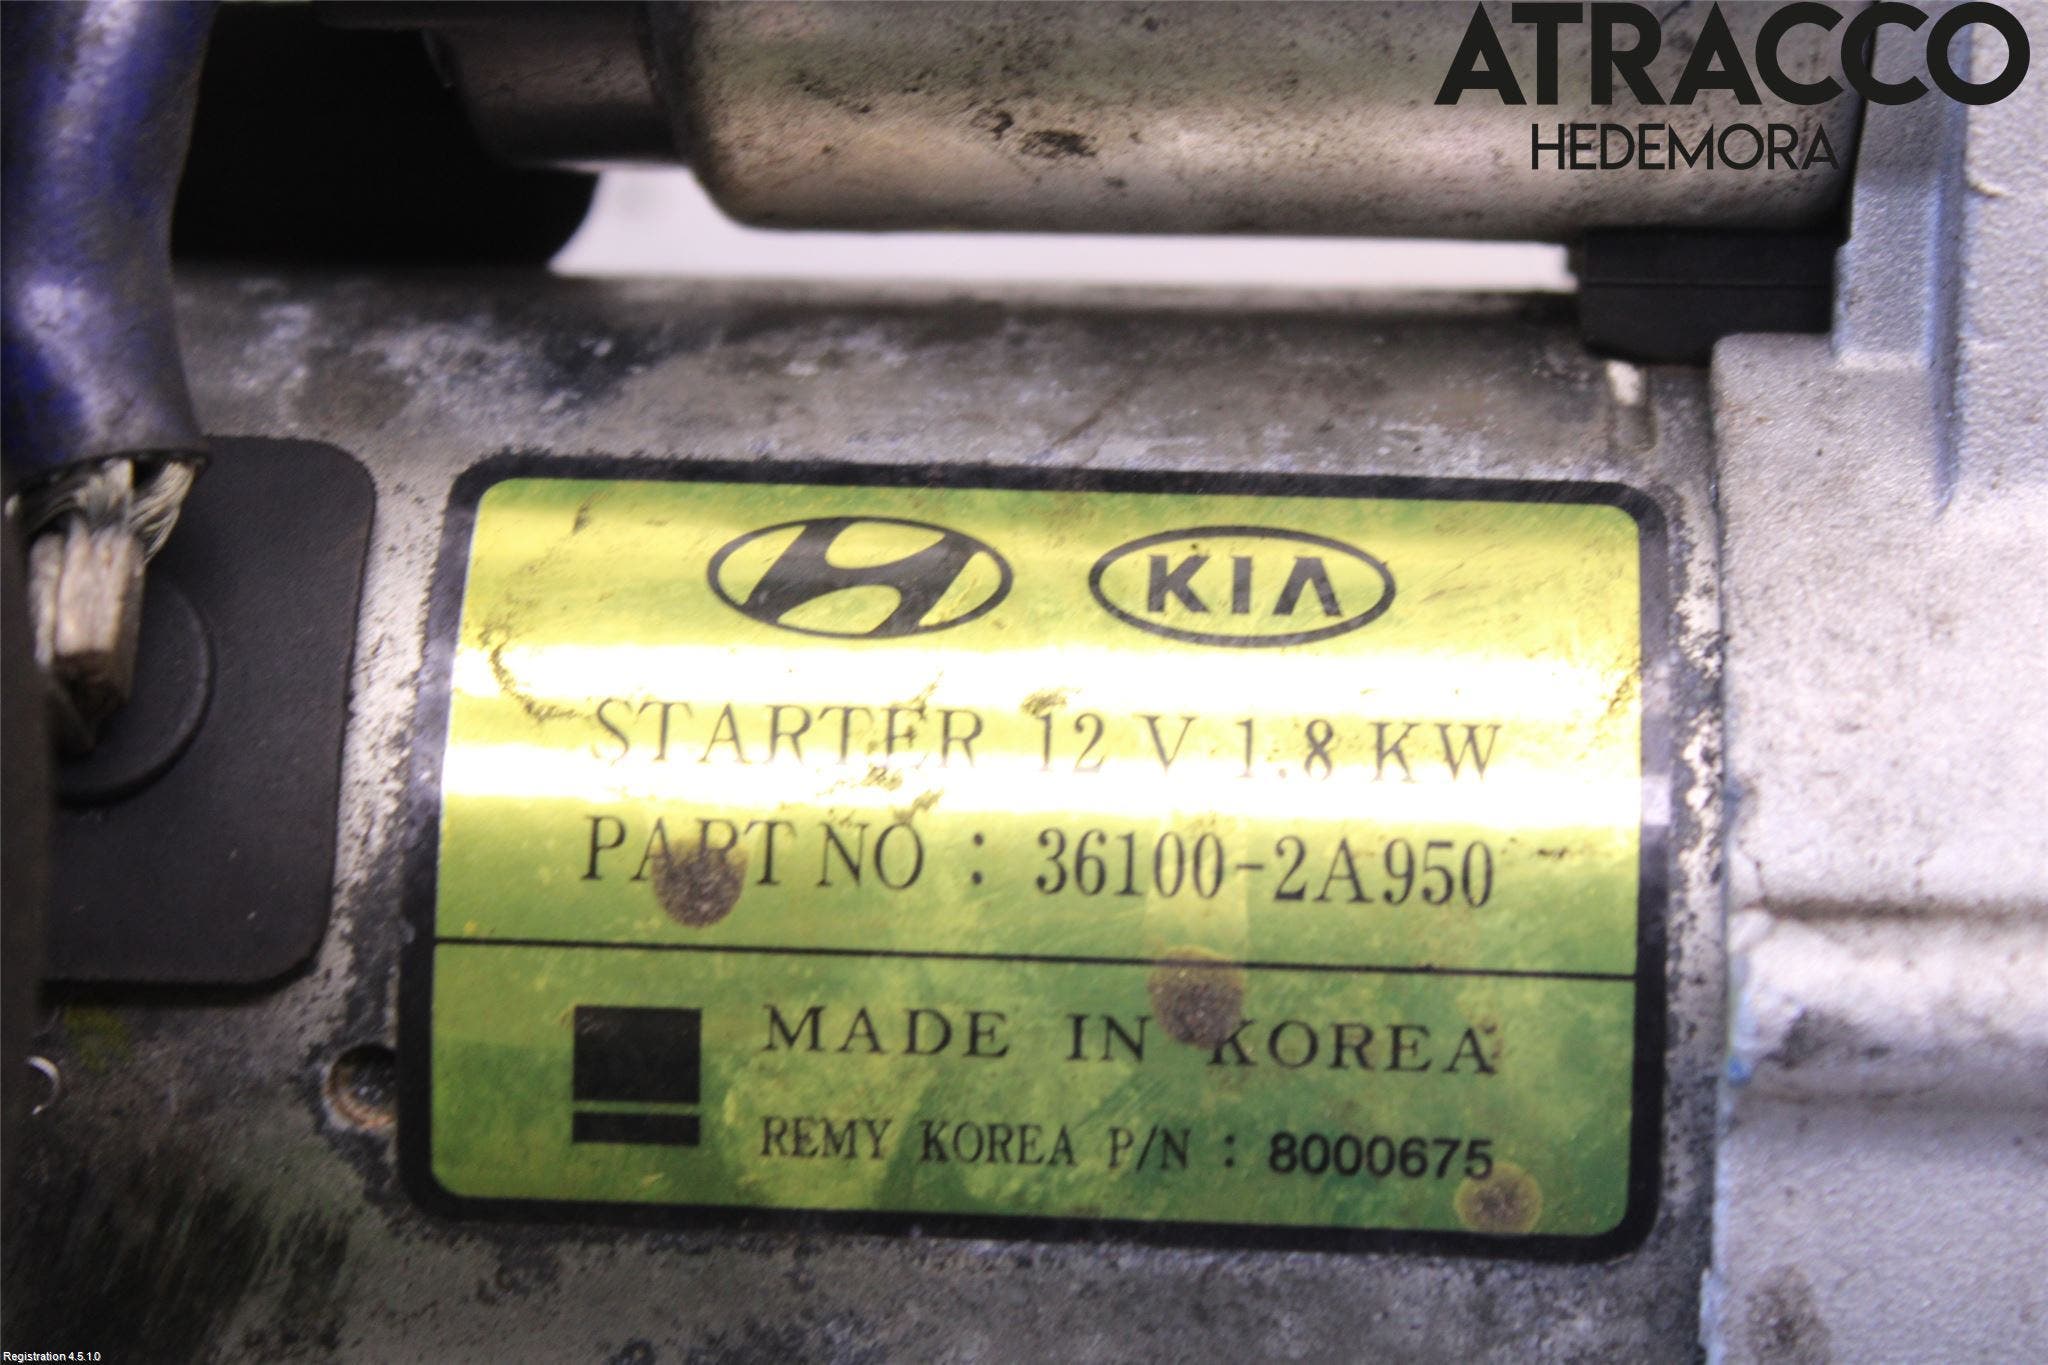 ATRACCO
HEDEMORA
KIA
STARTER 12 V 1.8 KW
PART NO : 36100-2A950
MADE IN KOREA
REMY KOREA P/N : 8000675
Registration 4.5.1.0